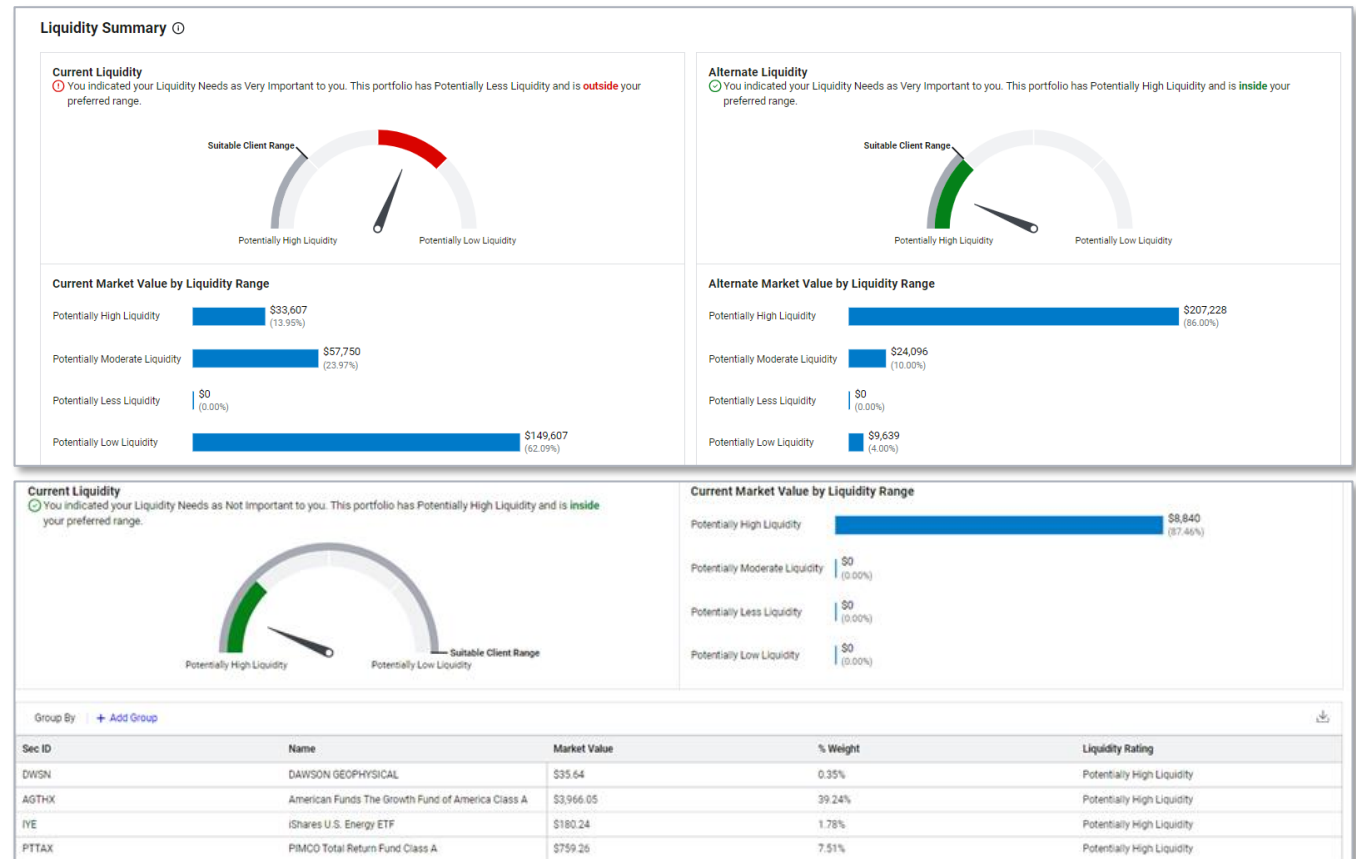 Liquidity Summary
Current Liquidity
You indicated your Liquidity Needs as Very Important to you. This portfolio has Potentially Less Liquidity and is outside your
preferred range.
Suitable Client Range
Potentially High Liquidity
Potentially Low Liquidity
Alternate Liquidity
You indicated your Liquidity Needs as Very Important to you. This portfolio has Potentially High Liquidity and is inside your
preferred range.
Suitable Client Range
Potentially High Liquidity
Potentially Low Liquidity
Current Market Value by Liquidity Range
Potentially High Liquidity
$33,607
(13.95%)
Potentially Moderate Liquidity
$57,750
(23.97%)
Potentially Less Liquidity
$0
(0.00%)
Potentially Low Liquidity
$149,607
(62.09%)
Alternate Market Value by Liquidity Range
Potentially High Liquidity
$207,228
(86.00%)
Potentially Moderate Liquidity
$24,096
(10.00%)
Potentially Less Liquidity
$0
(0.00%)
Potentially Low Liquidity
$9,639
(4.00%)
Current Liquidity
You indicated your Liquidity Needs as Not Important to you. This portfolio has Potentially High Liquidity and is inside
your preferred range.
Suitable Client Range
Potentially High Liquidity
Potentially Low Liquidity
Current Market Value by Liquidity Range
Potentially High Liquidity
$8,840
(87.46%)
Potentially Moderate Liquidity
$0
(0.00%)
Potentially Less Liquidity
$0
(0.00%)
Potentially Low Liquidity
$0
(0.00%)
Group By + Add Group
Sec ID Name Market Value % Weight Liquidity Rating
DWSN DAWSON GEOPHYSICAL $35.64 0.35% Potentially High Liquidity
AGTHX American Funds The Growth Fund of America Class A $3,966.05 39.24% Potentially High Liquidity
IYE iShares U.S. Energy ETF $180.24 1.78% Potentially High Liquidity
PTTAX PIMCO Total Return Fund Class A $759.26 7.51% Potentially High Liquidity